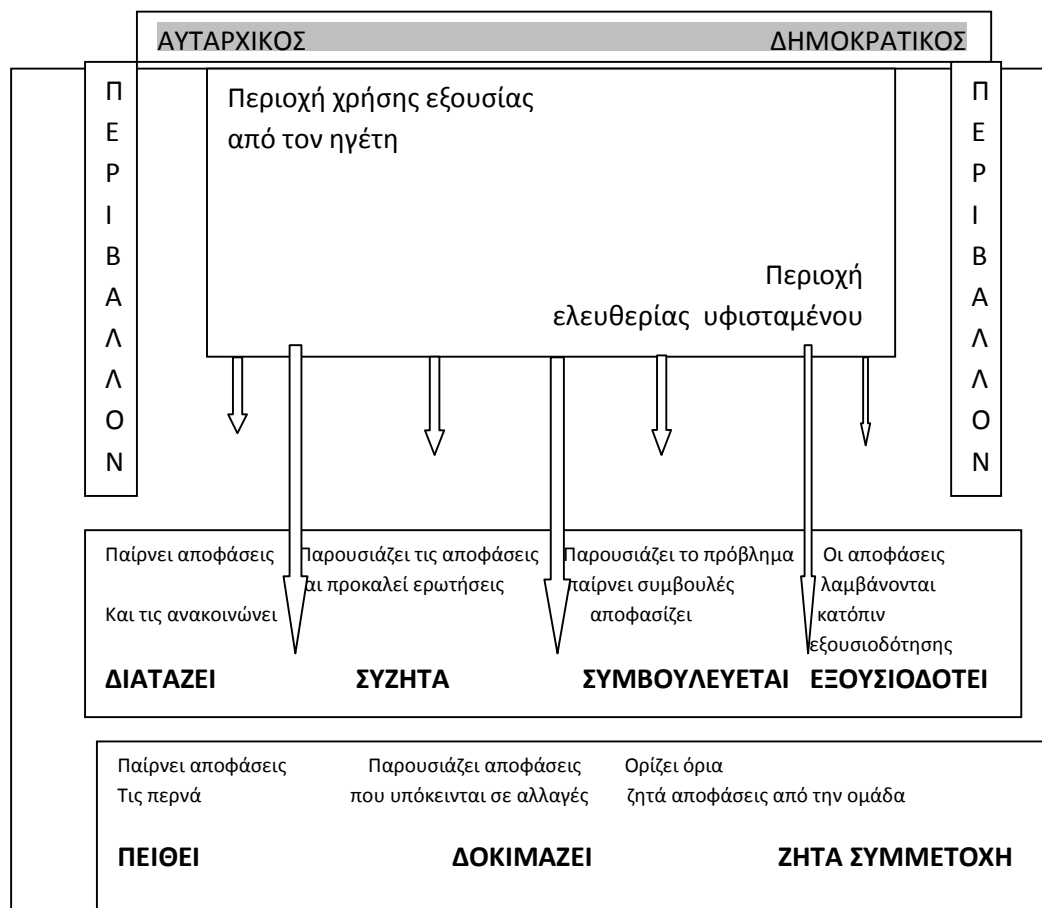 ΑΥΤΑΡΧΙΚΟΣ ΔΗΜΟΚΡΑΤΙΚΟΣ
ΠΕΡΙΒΑΛΛΟΝ
Περιοχή χρήσης εξουσίας
από τον ηγέτη
Περιοχή
ελευθερίας υφισταμένου
ΠΕΡΙΒΑΛΛΟΝ
Παίρνει αποφάσεις Παρουσιάζει τις αποφάσεις Παρουσιάζει το πρόβλημα Οι αποφάσεις
αι προκαλεί ερωτήσεις παίρνει συμβουλές λαμβάνονται
Και τις ανακοινώνει αποφασίζει κατόπιν
εξουσιοδότησης
ΔΙΑΤΑΖΕΙ ΣΥΖΗΤΑ ΣΥΜΒΟΥΛΕΥΕΤΑΙ ΕΞΟΥΣΙΟΔΟΤΕΙ
Παίρνει αποφάσεις Παρουσιάζει αποφάσεις Ορίζει όρια
Τις περνά που υπόκεινται σε αλλαγές ζητά αποφάσεις από την ομάδα
ΠΕΙΘΕΙ ΔΟΚΙΜΑΖΕΙ ΖΗΤΑ ΣΥΜΜΕΤΟΧΗ